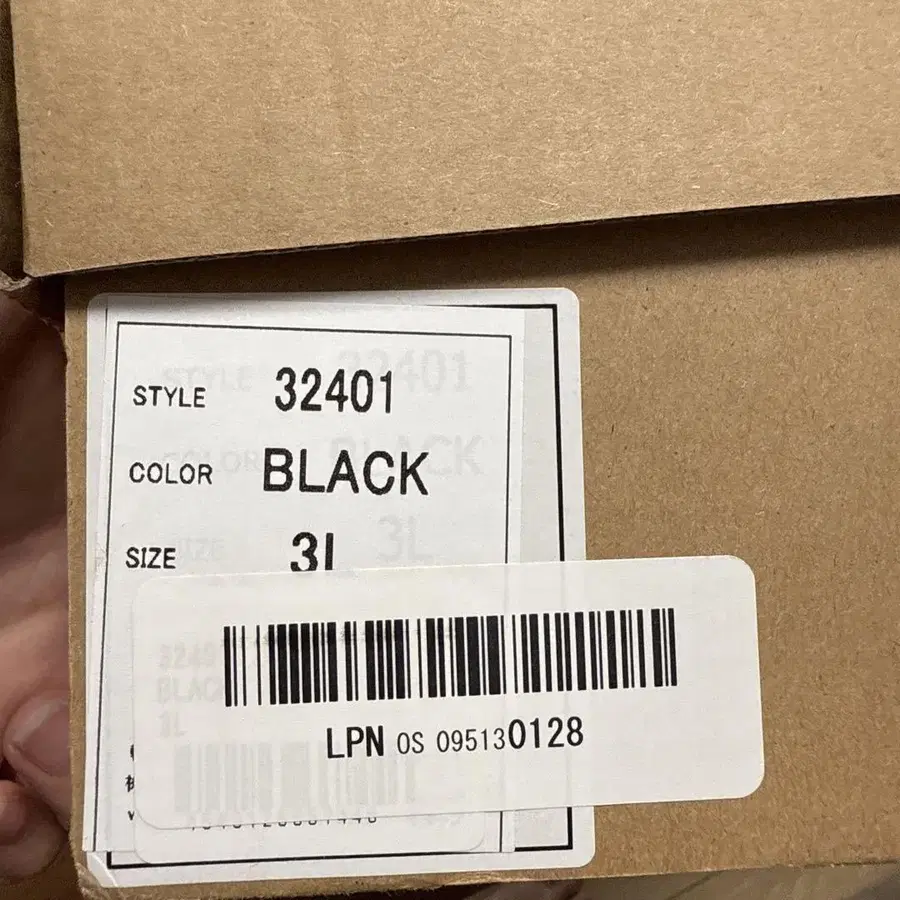 STYLE 32401
COLOR BLACK
SIZE 3L
LPN OS 095130128